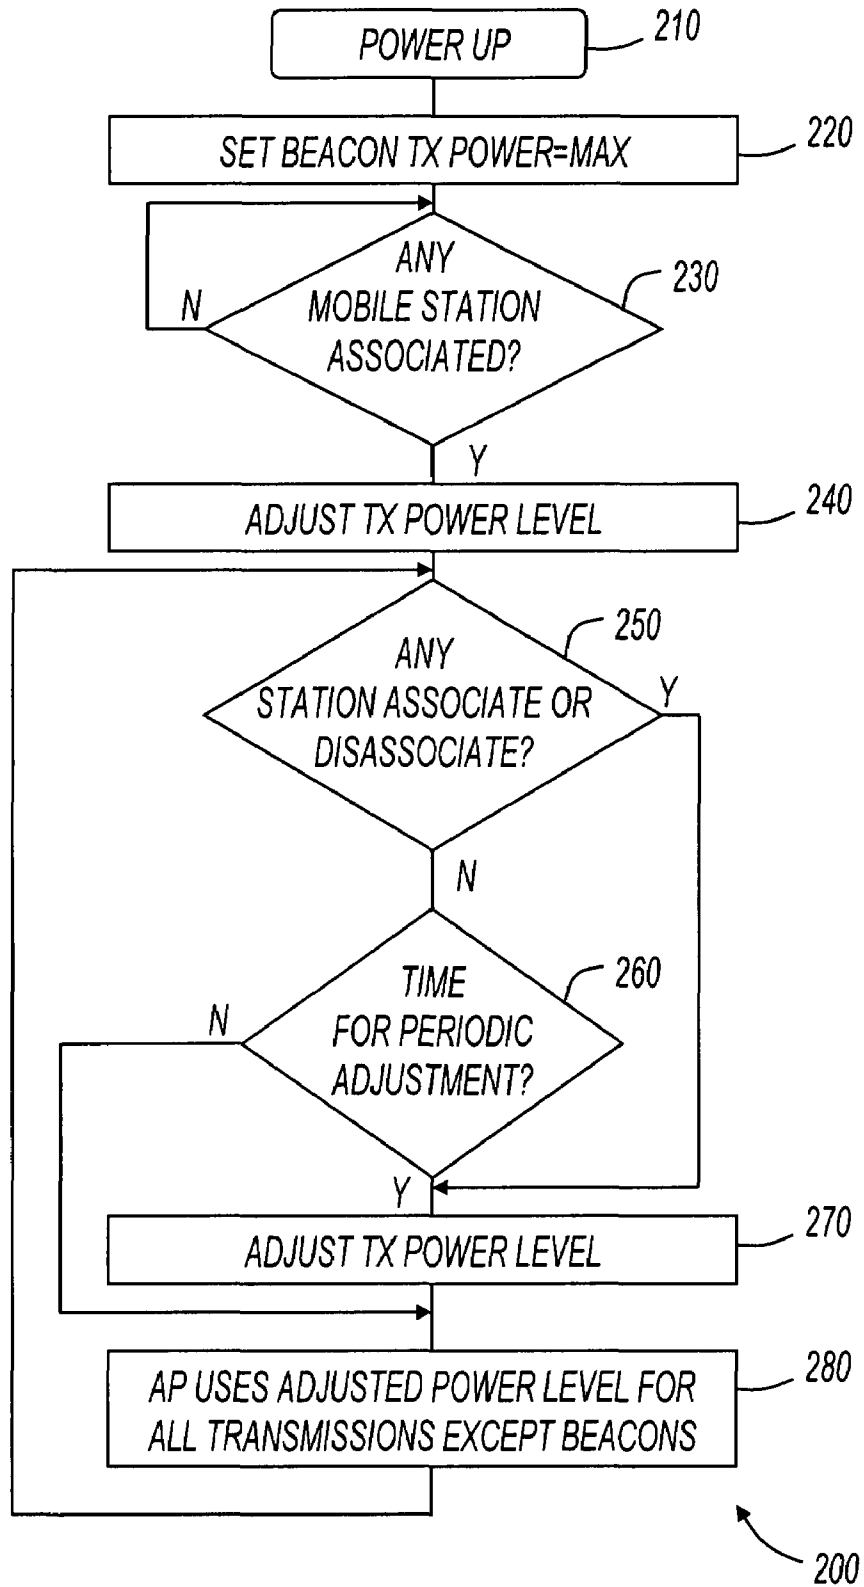 POWER UP
210
SET BEACON TX POWER=MAX
220
ANY
MOBILE STATION
ASSOCIATED?
230
N
Y
ADJUST TX POWER LEVEL
240
ANY
STATION ASSOCIATE OR
DISASSOCIATE?
250
Y
N
TIME
FOR PERIODIC
ADJUSTMENT?
260
N
Y
ADJUST TX POWER LEVEL
270
AP USES ADJUSTED POWER LEVEL FOR
ALL TRANSMISSIONS EXCEPT BEACONS
280
200